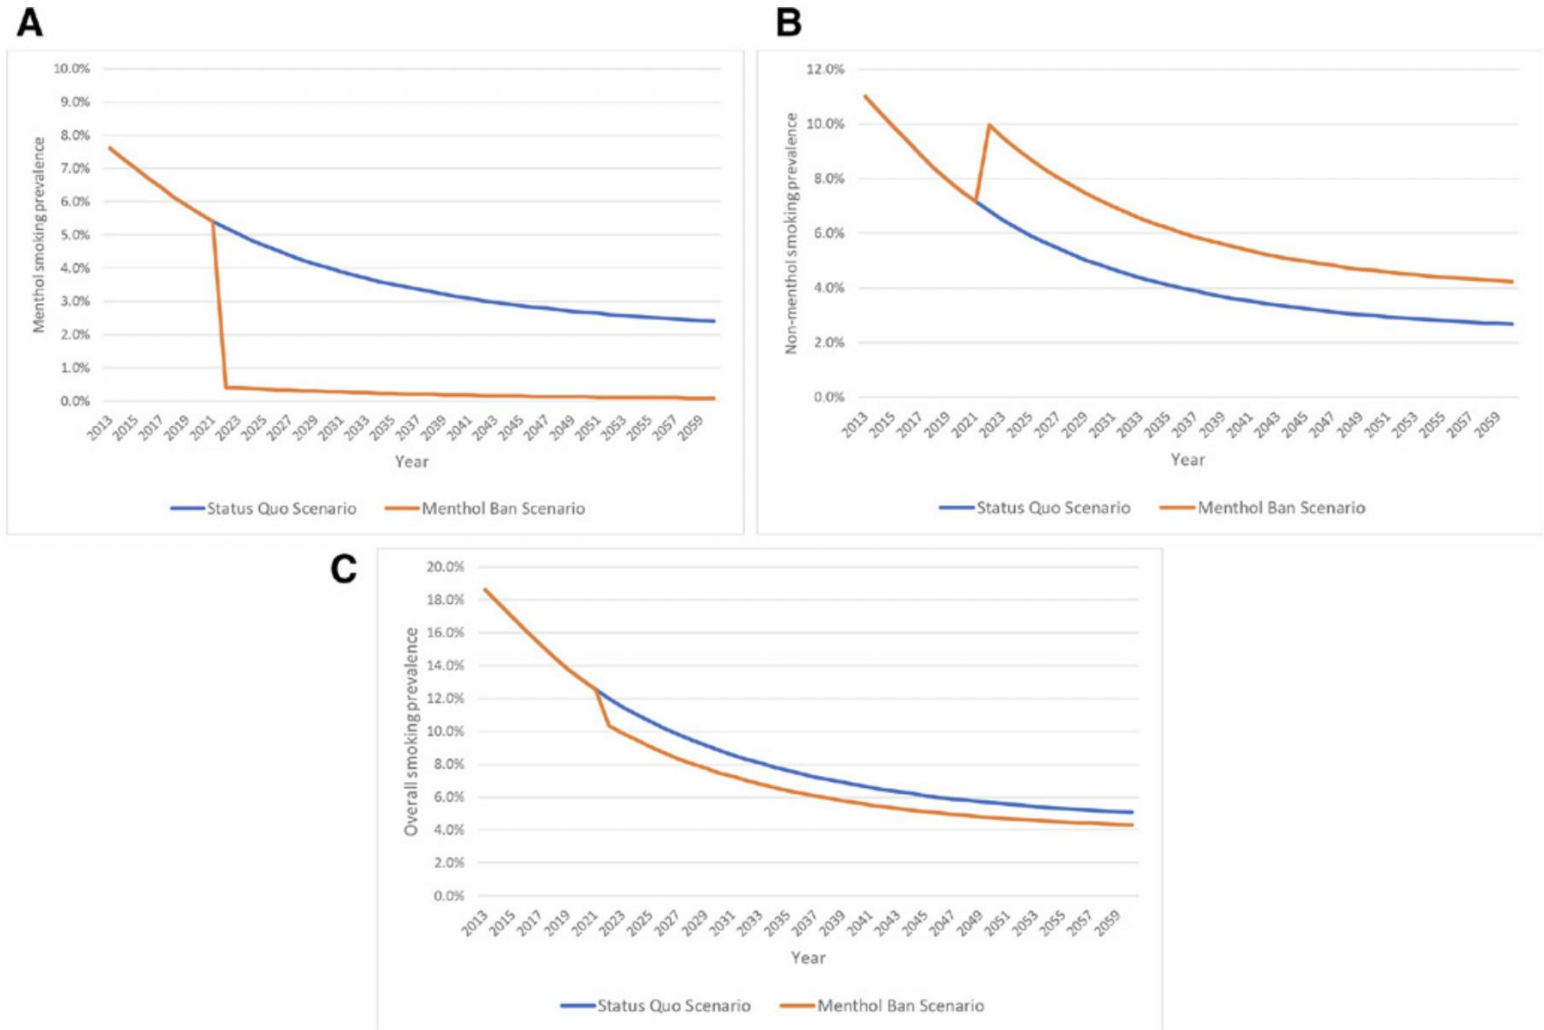 A
10.0%
9.0%
8.0%
7.0%
6.0%
5.0%
4.0%
3.0%
2.0%
1.0%
0.0%
Menthol smoking prevalence
2013 2015 2017 2019 2021 2023 2025 2027 2029 2031 2033 2035 2037 2039 2041 2043 2045 2047 2049 2051 2053 2055 2057 2059
Year
Status Quo Scenario Menthol Ban Scenario
B
12.0%
10.0%
8.0%
6.0%
4.0%
2.0%
0.0%
Non-menthol smoking prevalence
2013 2015 2017 2019 2021 2023 2025 2027 2029 2031 2033 2035 2037 2039 2041 2043 2045 2047 2049 2051 2053 2055 2057 2059
Year
Status Quo Scenario Menthol Ban Scenario
C
20.0%
18.0%
16.0%
14.0%
12.0%
10.0%
8.0%
6.0%
4.0%
2.0%
0.0%
Overall smoking prevalence
2013 2015 2017 2019 2021 2023 2025 2027 2029 2031 2033 2035 2037 2039 2041 2043 2045 2047 2049 2051 2053 2055 2057 2059
Year
Status Quo Scenario Menthol Ban Scenario